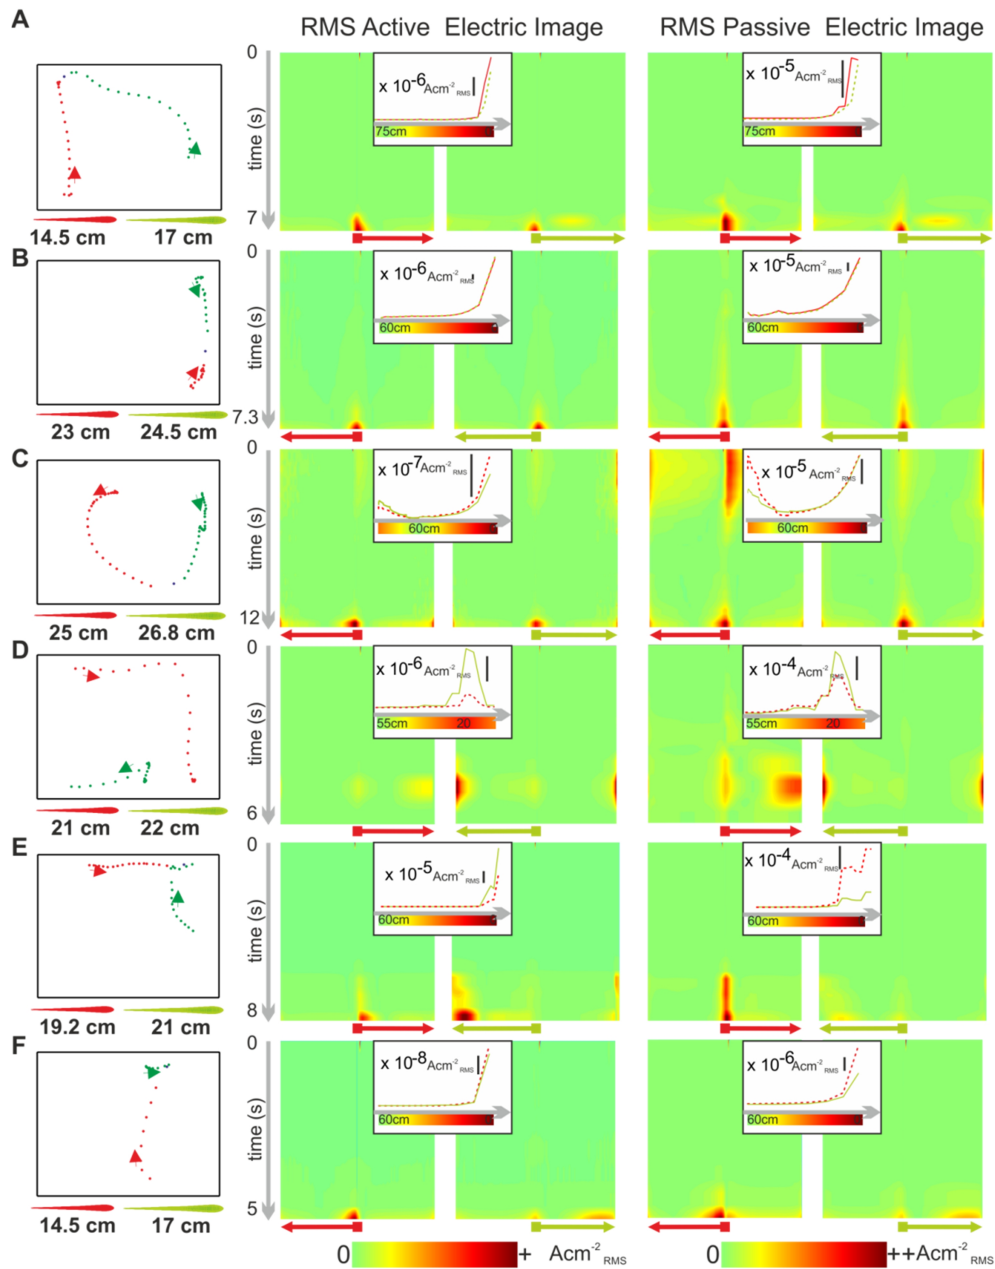 A
RMS Active Electric Image
RMS Passive Electric Image
0
time (s)
7
x 10-6 Acm-2 RMS
75cm
x 10-5 Acm-2 RMS
75cm
14.5 cm 17 cm
B
0
time (s)
7.3
x 10-6 Acm-2 RMS
60cm
x10-5 Acm-2 RMS
60cm
23 cm 24.5 cm
C
0
time (s)
12
x 10-7 Acm-2 RMS
60cm
x 10-5 Acm-2 RMS
60cm
25 cm 26.8 cm
D
0
time (s)
6
x 10-6 Acm-2 RMS
55cm 20
x 10-4 Acm-2 RMS
55cm 20
21 cm 22 cm
E
0
time (s)
8
x 10-5 Acm-2 RMS
60cm
x 10-4 Acm-2 RMS
60cm
19.2 cm 21 cm
F
0
time (s)
5
x 10-8 Acm-2 RMS
60cm
x 10-6 Acm-2 RMS
60cm
14.5 cm 17 cm
0 + Acm-2 RMS
0 ++Acm-2 RMS